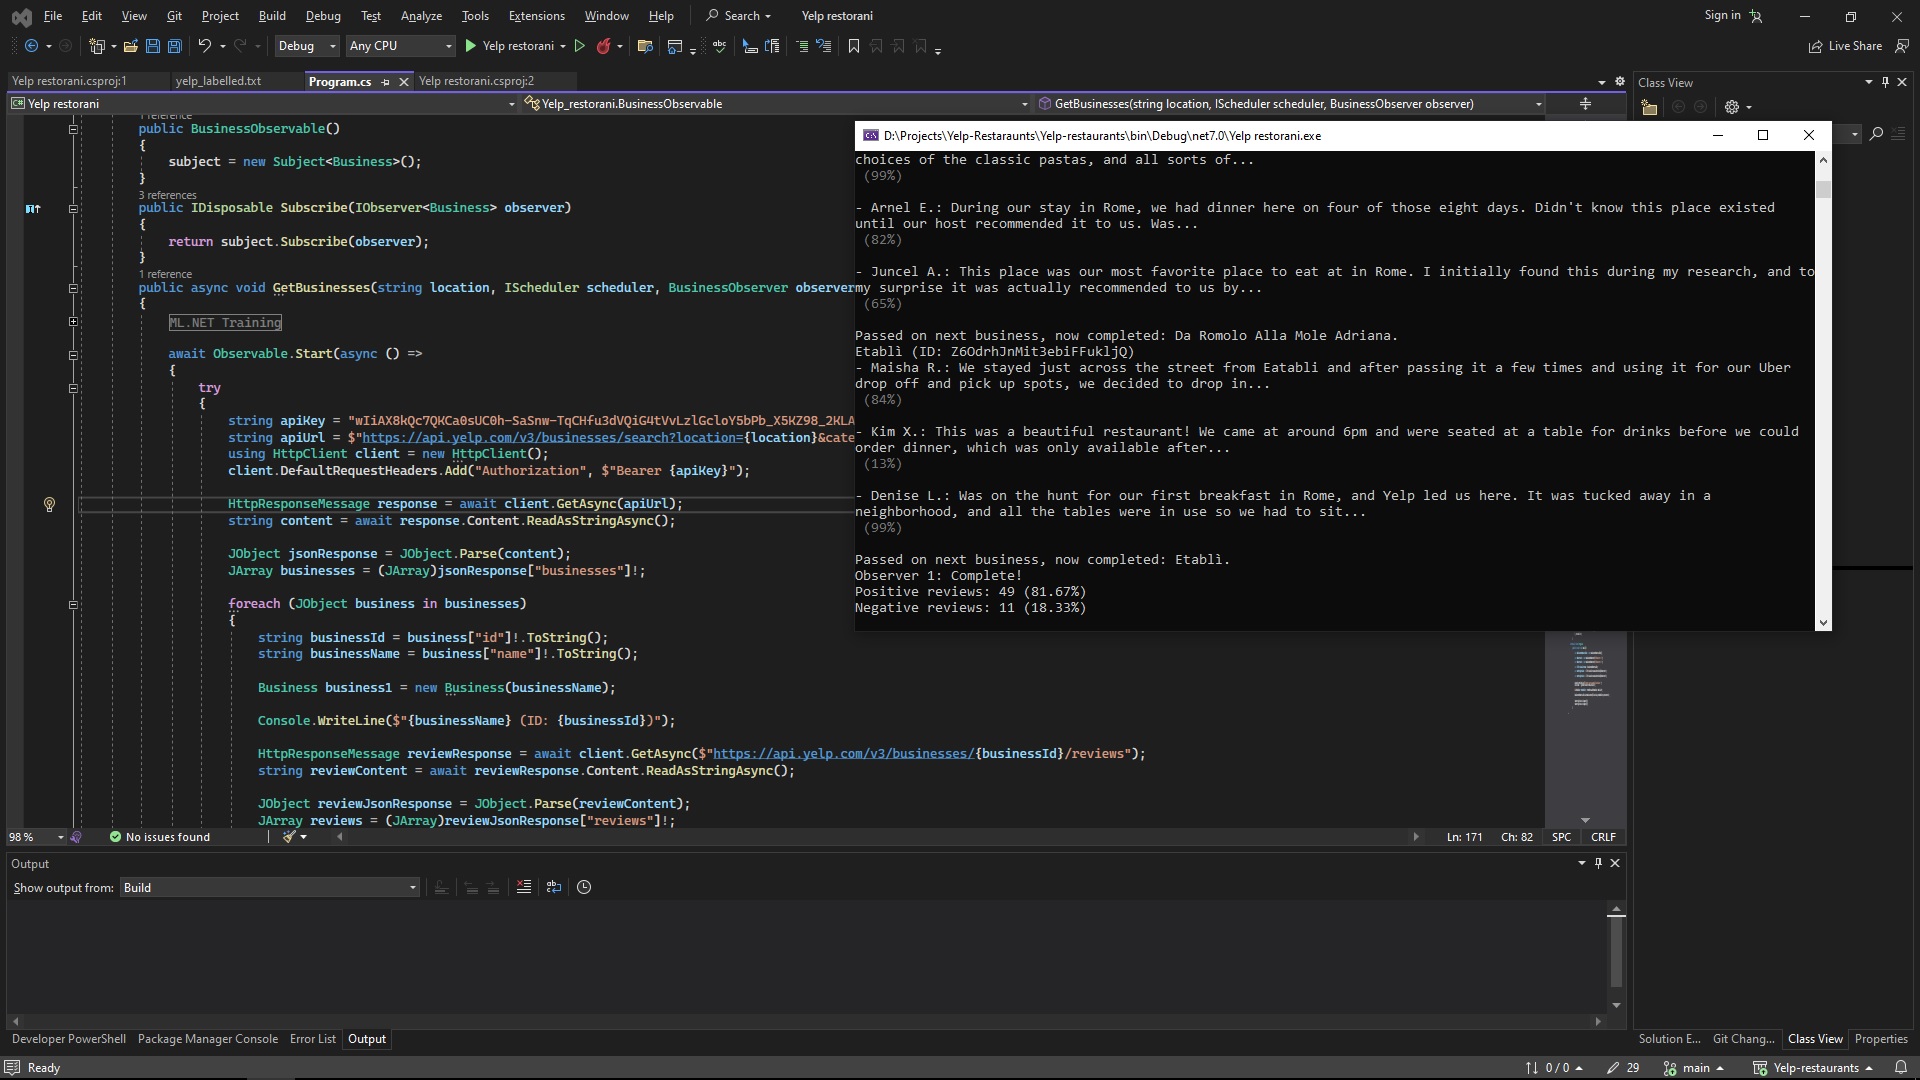 File Edit View Git Project Build Debug Test Analyze Tools Extensions Window Help Search Yelp restorani Sign in
Debug Any CPU Yelp restorani Live Share
Yelp restorani.csproj:1 yelp_labelled.txt Program.cs Yelp restorani.csproj:2 Class View
Yelp restorani Yelp_restorani.BusinessObservable GetBusinesses(string location, IScheduler scheduler, BusinessObserver observer)
1 reference
public BusinessObservable()
{
subject = new Subject<Business>();
}
3 references
public IDisposable Subscribe(IObserver<Business> observer)
{
return subject.Subscribe(observer);
}
1 reference
public async void GetBusinesses(string location, IScheduler scheduler, BusinessObserver observer
{
ML.NET Training
await Observable.Start(async () =>
{
try
{
string apiKey = "wIiAX8kQc7QKCa0sUC0h-SaSnw-TqCHfu3dVQiG4tVvLzlGcloY5bPb_X5KZ98_2KLA
string apiUrl = $"https://api.yelp.com/v3/businesses/search?location={location}&cate
using HttpClient client = new HttpClient();
client.DefaultRequestHeaders.Add("Authorization", $"Bearer {apiKey}");
HttpResponseMessage response = await client.GetAsync(apiUrl);
string content = await response.Content.ReadAsStringAsync();
JObject jsonResponse = JObject.Parse(content);
JArray businesses = (JArray)jsonResponse["businesses"]!;
foreach (JObject business in businesses)
{
string businessId = business["id"]!.ToString();
string businessName = business["name"]!.ToString();
Business business1 = new Business(businessName);
Console.WriteLine($"{businessName} (ID: {businessId})");
HttpResponseMessage reviewResponse = await client.GetAsync($"https://api.yelp.com/v3/businesses/{businessId}/reviews");
string reviewContent = await reviewResponse.Content.ReadAsStringAsync();
JObject reviewJsonResponse = JObject.Parse(reviewContent);
JArray reviews = (JArray)reviewJsonResponse["reviews"]!;
D:\Projects\Yelp-Restaraunts\Yelp-restaurants\bin\Debug\net7.0\Yelp restorani.exe
choices of the classic pastas, and all sorts of...
(99%)
- Arnel E.: During our stay in Rome, we had dinner here on four of those eight days. Didn't know this place existed
until our host recommended it to us. Was...
(82%)
- Juncel A.: This place was our most favorite place to eat at in Rome. I initially found this during my research, and to
my surprise it was actually recommended to us by...
(65%)
Passed on next business, now completed: Da Romolo Alla Mole Adriana.
Etablì (ID: Z6OdrhJnMit3ebiFFukljQ)
- Maisha R.: We stayed just across the street from Eatabli and after passing it a few times and using it for our Uber
drop off and pick up spots, we decided to drop in...
(84%)
- Kim X.: This was a beautiful restaurant! We came at around 6pm and were seated at a table for drinks before we could
order dinner, which was only available after...
(13%)
- Denise L.: Was on the hunt for our first breakfast in Rome, and Yelp led us here. It was tucked away in a
neighborhood, and all the tables were in use so we had to sit...
(99%)
Passed on next business, now completed: Etablì.
Observer 1: Complete!
Positive reviews: 49 (81.67%)
Negative reviews: 11 (18.33%)
98 % No issues found Ln: 171 Ch: 82 SPC CRLF
Output
Show output from: Build
Developer PowerShell Package Manager Console Error List Output Solution E... Git Chang... Class View Properties
Ready 0 / 0 29 main Yelp-restaurants